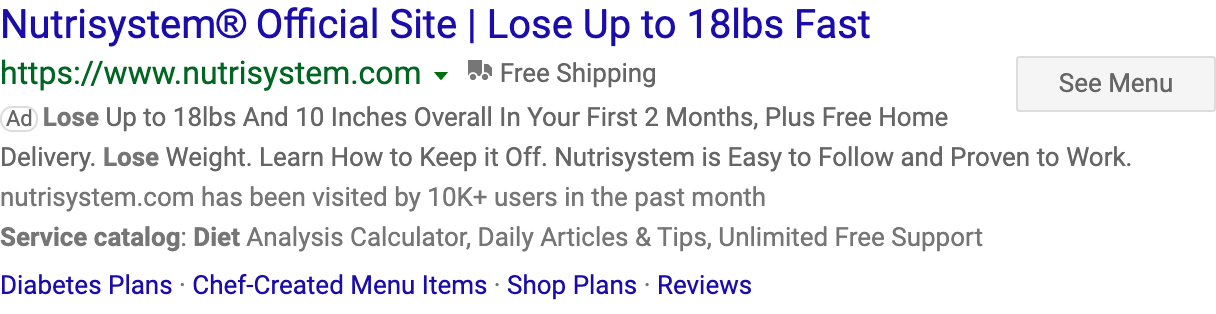 Nutrisystem® Official Site | Lose Up to 18lbs Fast
https://www.nutrisystem.com Free Shipping
See Menu
Ad Lose Up to 18lbs And 10 Inches Overall In Your First 2 Months, Plus Free Home
Delivery. Lose Weight. Learn How to Keep it Off. Nutrisystem is Easy to Follow and Proven to Work.
nutrisystem.com has been visited by 10K+ users in the past month
Service catalog: Diet Analysis Calculator, Daily Articles & Tips, Unlimited Free Support
Diabetes Plans · Chef-Created Menu Items · Shop Plans · Reviews